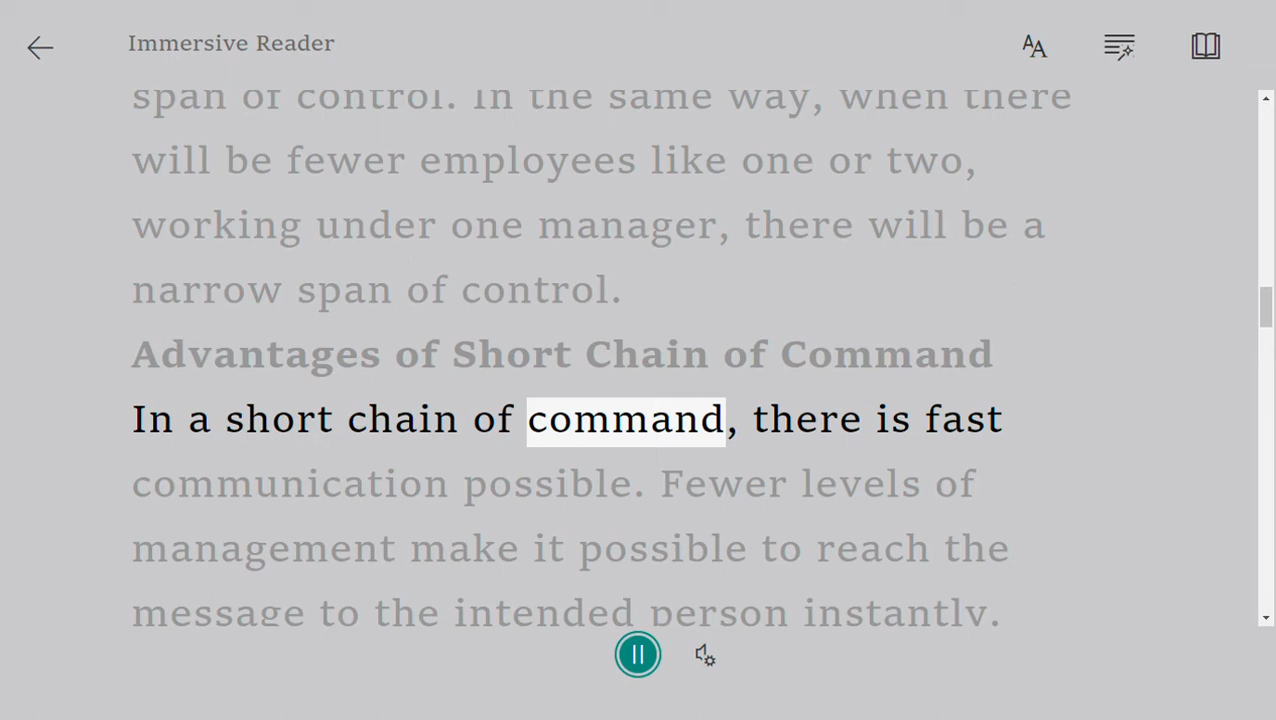 Immersive Reader
span of control. In the same way, when there
will be fewer employees like one or two,
working under one manager, there will be a
narrow span of control.
Advantages of Short Chain of Command
In a short chain of command, there is fast
communication possible. Fewer levels of
management make it possible to reach the
message to the intended person instantly.